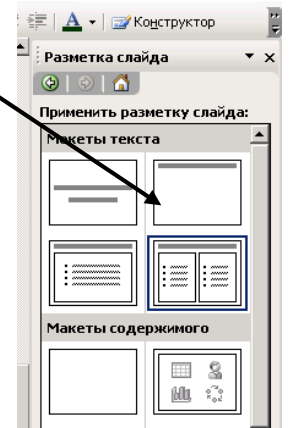 Конструктор
Разметка слайда
Применить разметку слайда:
Макеты текста
Макеты содержимого